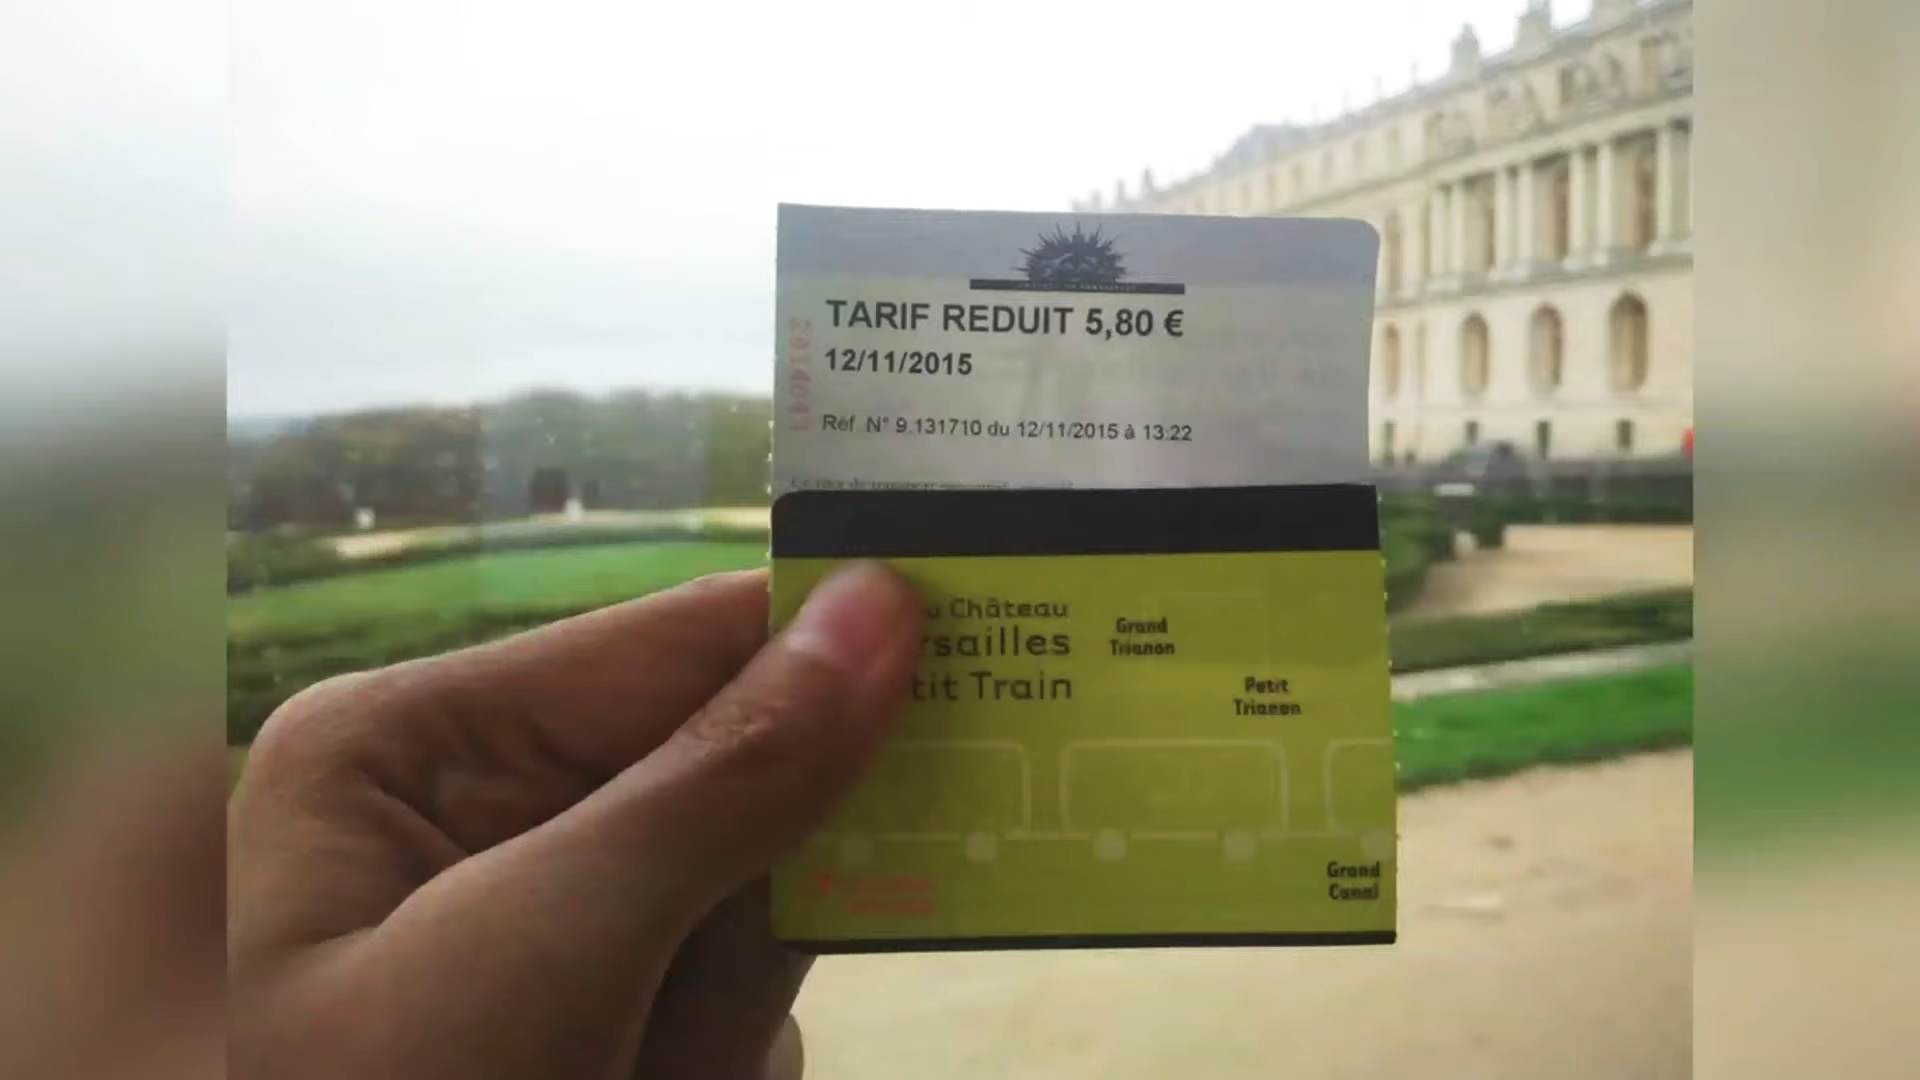 TARIF REDUIT 5,80 €
12/11/2015
Réf. N° 9.131710 du 12/11/2015 à 13:22
u Château
rsailles
tit Train
Grand
Trianon
Petit
Trianon
Grand
Canal